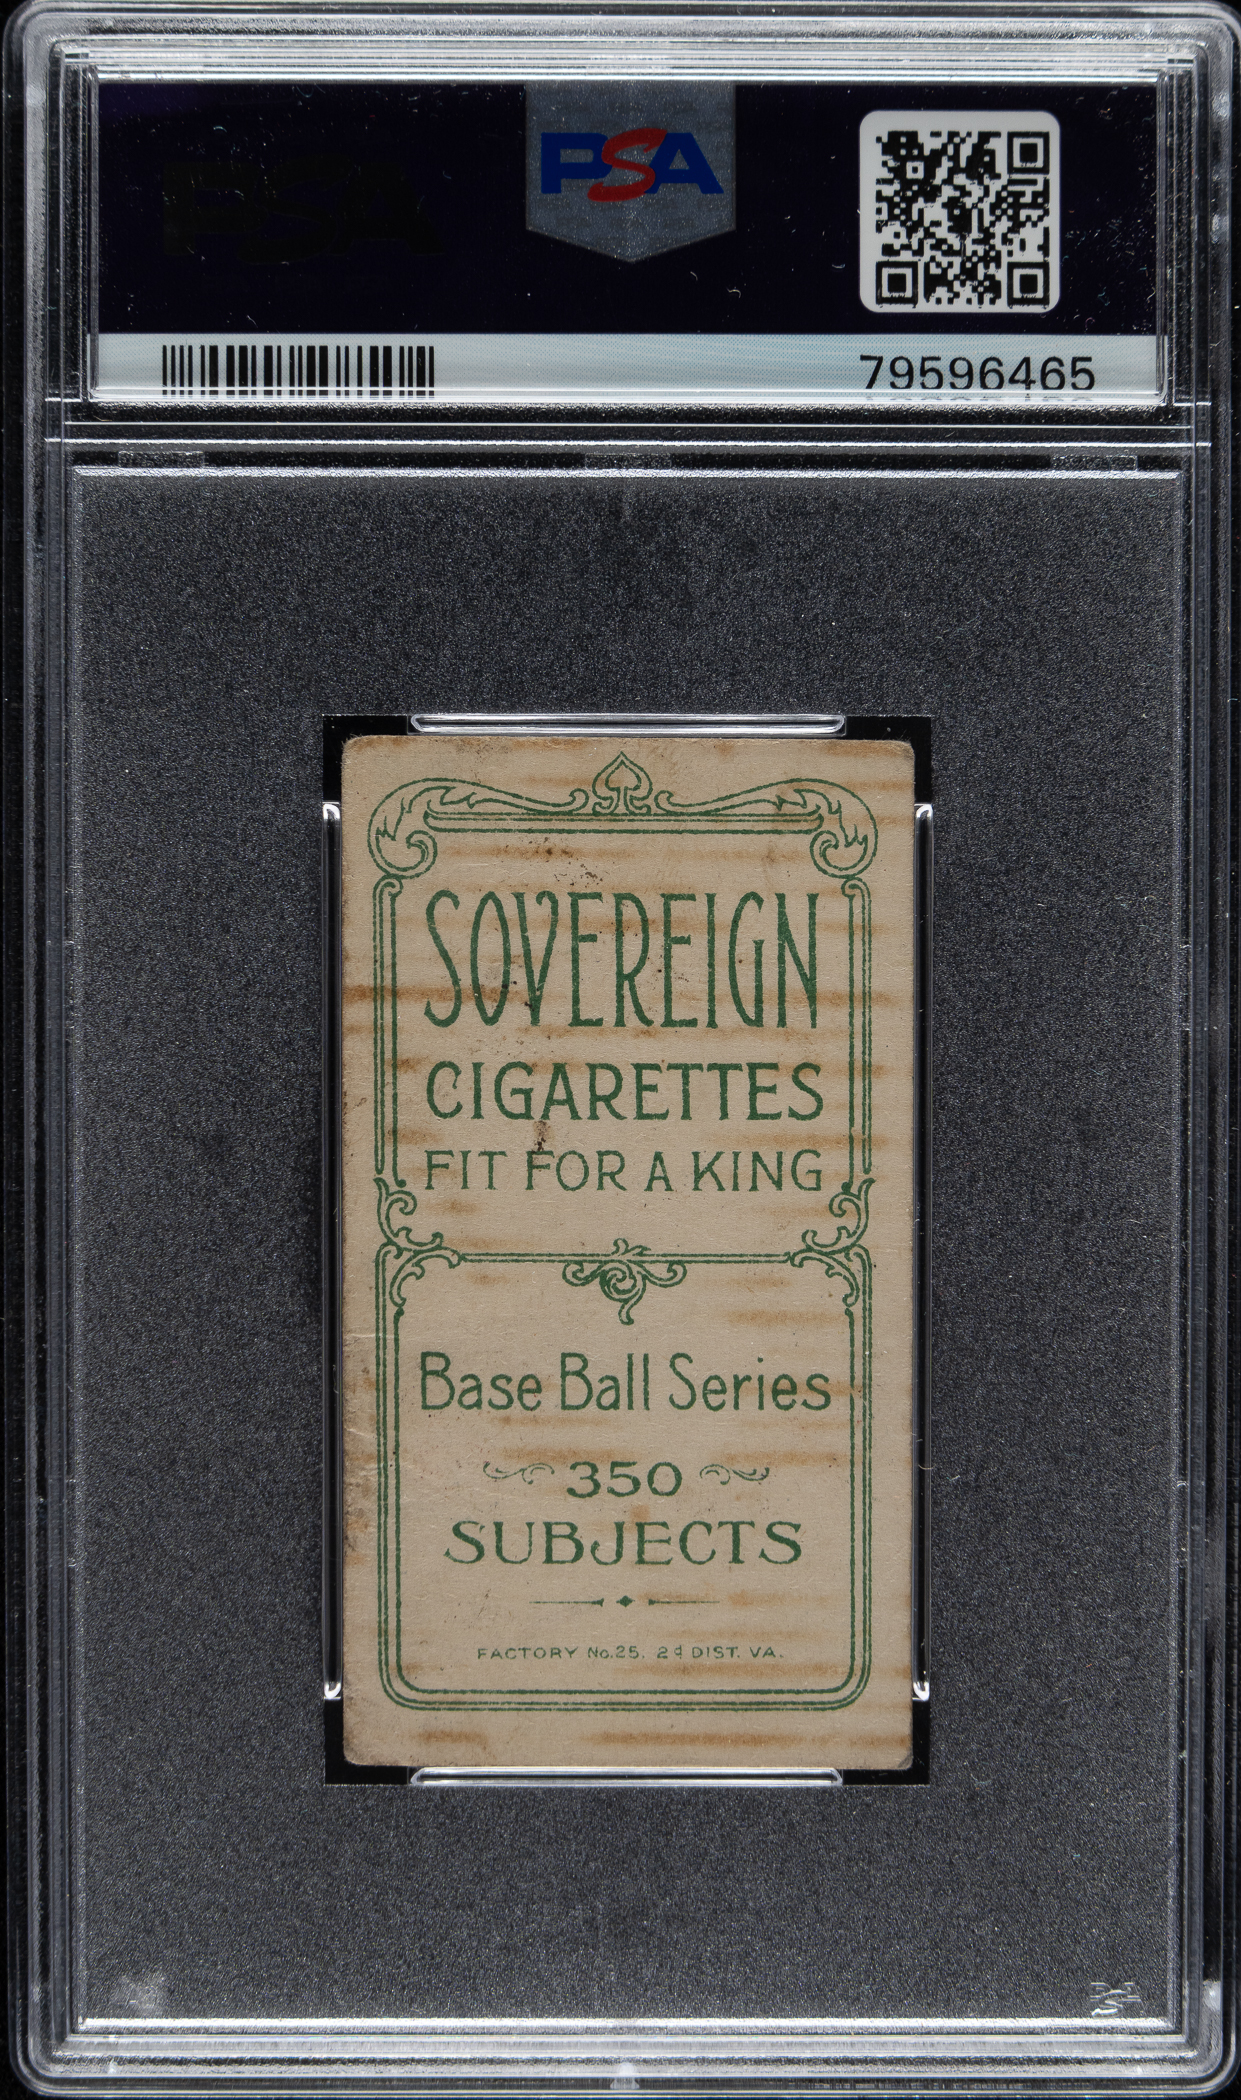 PSA
79596465
SOVEREIGN
CIGARETTES
FIT FOR A KING
Base Ball Series
350
SUBJECTS
FACTORY No.25. 2d DIST. VA.